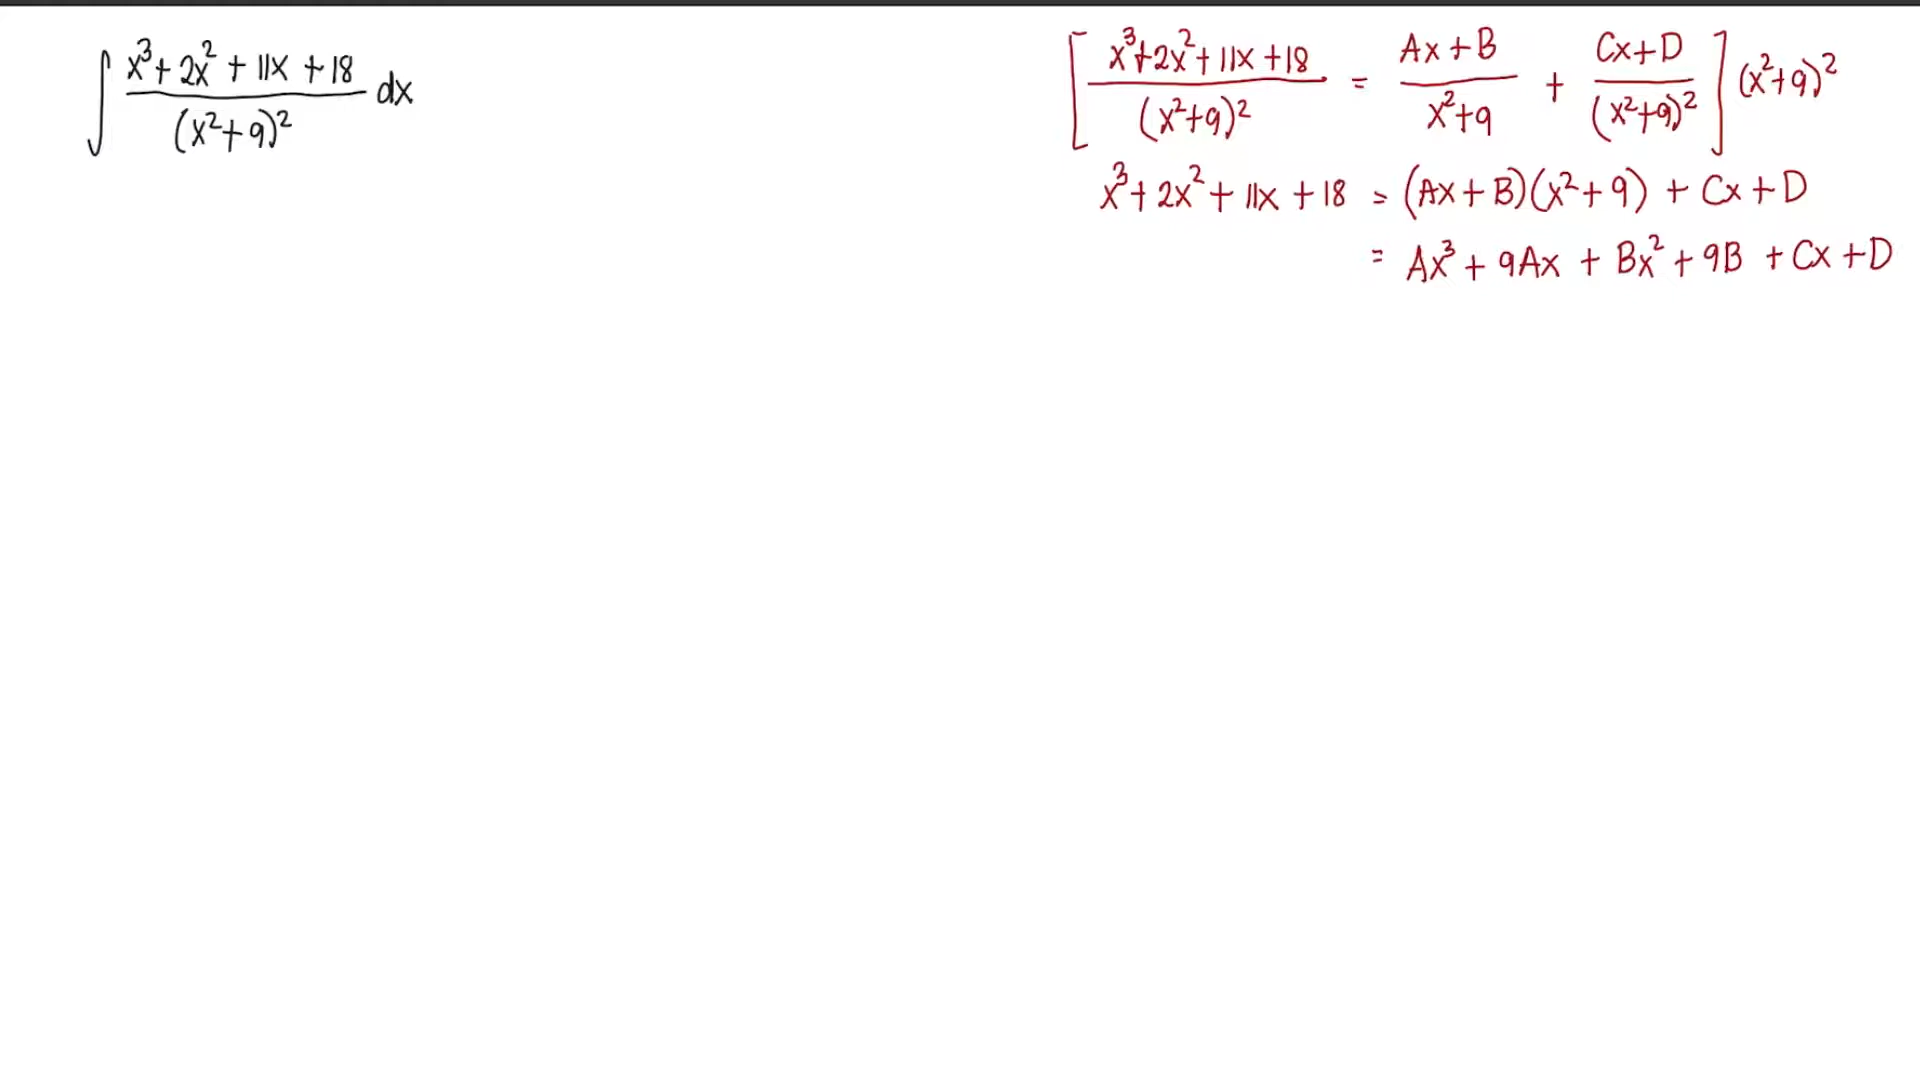 ∫ (x³ + 2x² + 11x + 18)/(x²+9)² dx
[ (x³+2x²+11x+18)/(x²+9)² = (Ax+B)/(x²+9) + (Cx+D)/(x²+9)² ] (x²+9)²
x³ + 2x² + 11x + 18 = (Ax + B)(x² + 9) + Cx + D
= Ax³ + 9Ax + Bx² + 9B + Cx + D